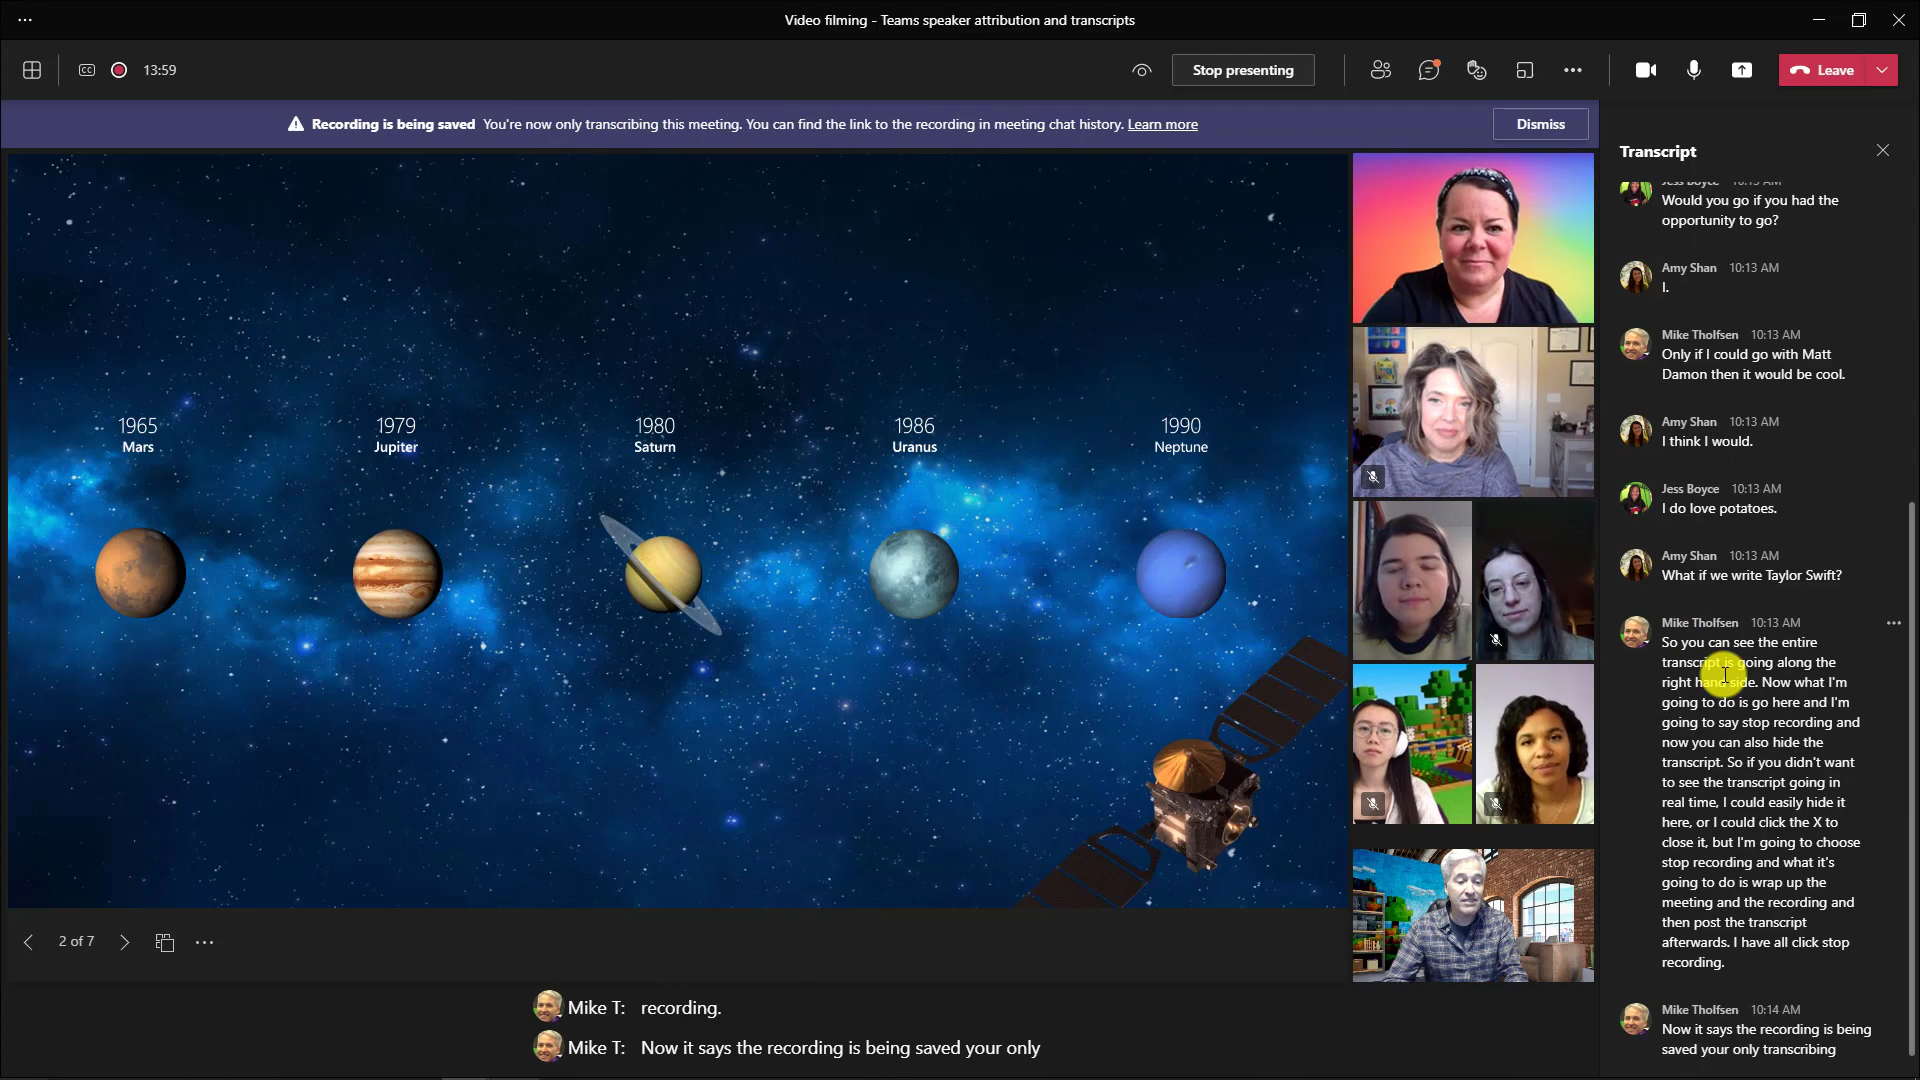 Video filming - Teams speaker attribution and transcripts
CC
13:59
Stop presenting
Leave
Recording is being saved You're now only transcribing this meeting. You can find the link to the recording in meeting chat history. Learn more
Dismiss
1965
Mars
1979
Jupiter
1980
Saturn
1986
Uranus
1990
Neptune
2 of 7
Mike T: recording.
Mike T: Now it says the recording is being saved your only
Transcript
Jess Boyce 10:13 AM
Would you go if you had the
opportunity to go?
Amy Shan 10:13 AM
I.
Mike Tholfsen 10:13 AM
Only if I could go with Matt
Damon then it would be cool.
Amy Shan 10:13 AM
I think I would.
Jess Boyce 10:13 AM
I do love potatoes.
Amy Shan 10:13 AM
What if we write Taylor Swift?
Mike Tholfsen 10:13 AM
So you can see the entire
transcript is going along the
right hand side. Now what I'm
going to do is go here and I'm
going to say stop recording and
now you can also hide the
transcript. So if you didn't want
to see the transcript going in
real time, I could easily hide it
here, or I could click the X to
close it, but I'm going to choose
stop recording and what it's
going to do is wrap up the
meeting and the recording and
then post the transcript
afterwards. I have all click stop
recording.
Mike Tholfsen 10:14 AM
Now it says the recording is being
saved your only transcribing